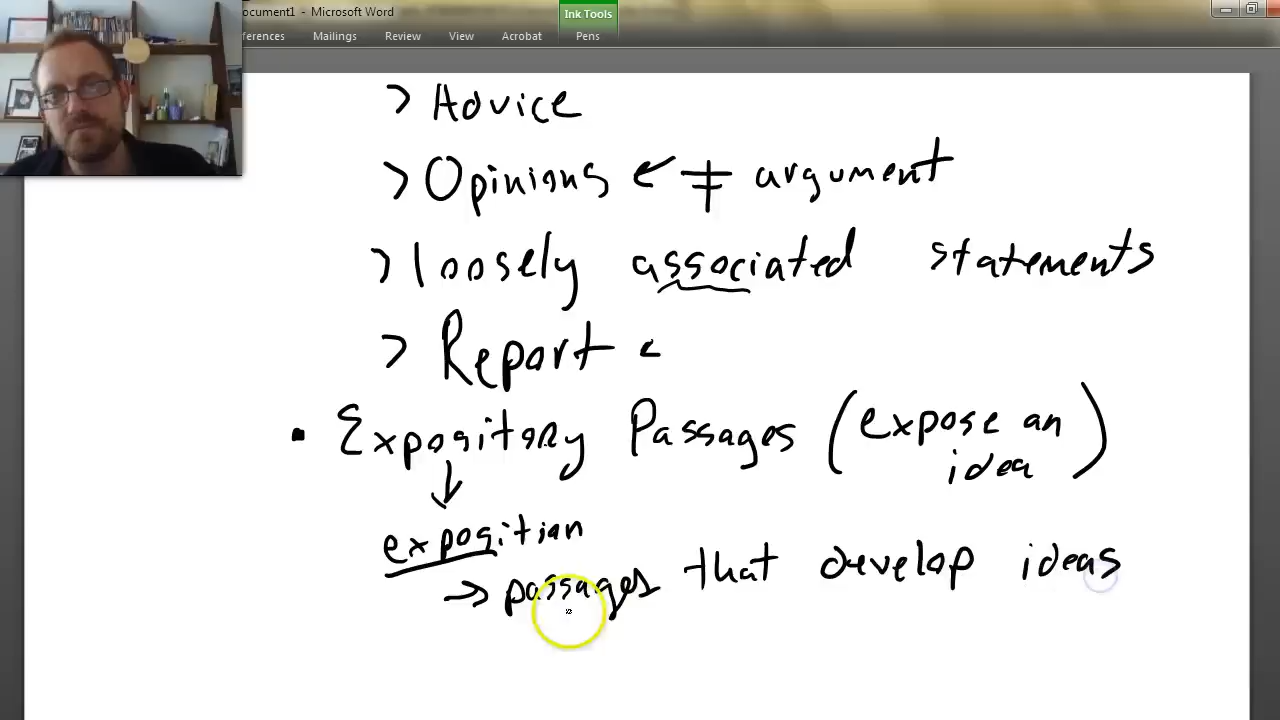 ocument1 - Microsoft Word
Ink Tools
ferences Mailings Review View Acrobat Pens
> Advice
> Opinions ← ≠ argument
> loosely associated statements
> Report <
• Expository Passages (expose an idea)
↓
exposition
→ passages that develop ideas